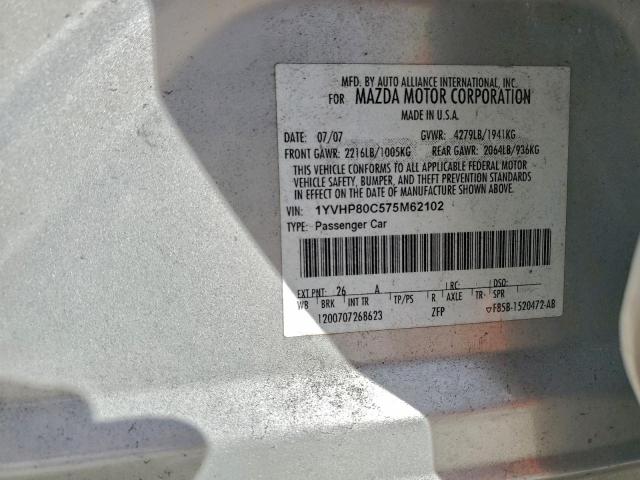 MFD. BY AUTO ALLIANCE INTERNATIONAL, INC.
FOR MAZDA MOTOR CORPORATION
MADE IN U.S.A.
DATE: 07/07 GVWR: 4279LB/1941KG
FRONT GAWR: 2216LB/1005KG REAR GAWR: 2064LB/936KG
THIS VEHICLE CONFORMS TO ALL APPLICABLE FEDERAL MOTOR
VEHICLE SAFETY, BUMPER, AND THEFT PREVENTION STANDARDS
IN EFFECT ON THE DATE OF MANUFACTURE SHOWN ABOVE.
VIN: 1YVHP80C575M62102
TYPE: Passenger Car
EXT PNT: 26 A RC: DSO:
WB BRK INT TR TP/PS R AXLE TR SPR
1200707268623 ZFP ▽F85B-1520472-AB